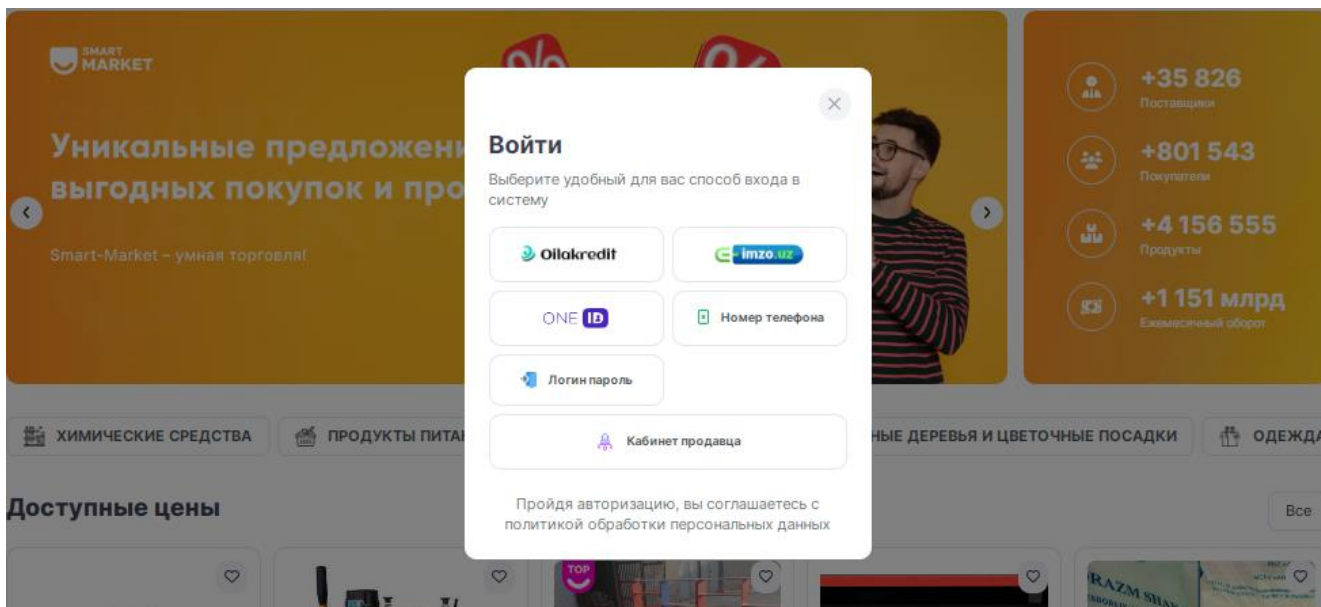 SMART
MARKET
Уникальные предложени
выгодных покупок и про
Smart-Market – умная торговля!
Войти
Выберите удобный для вас способ входа в
систему
Oilakredit
E-imzo.uz
ONE ID
Номер телефона
Логин пароль
Кабинет продавца
Пройдя авторизацию, вы соглашаетесь с
политикой обработки персональных данных
+35 826
Поставщики
+801 543
Покупатели
+4 156 555
Продукты
+1 151 млрд
Ежемесячный оборот
ХИМИЧЕСКИЕ СРЕДСТВА
ПРОДУКТЫ ПИТА
НЫЕ ДЕРЕВЬЯ И ЦВЕТОЧНЫЕ ПОСАДКИ
ОДЕЖДА
Доступные цены
Все
TOP
RAZM SHA